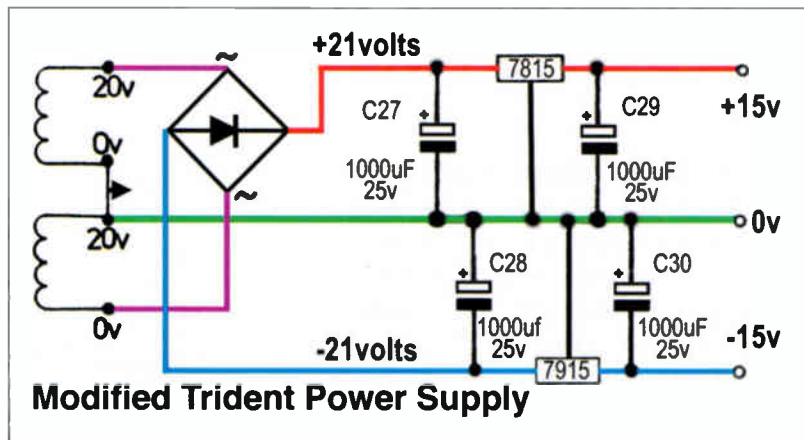 +21volts
~
20v
7815
+15v
C27
+
1000uF
25v
C29
+
1000uF
25v
0v
~
20v
0v
C28
+
1000uf
25v
C30
+
1000uF
25v
0v
-21volts
-15v
7915
Modified Trident Power Supply